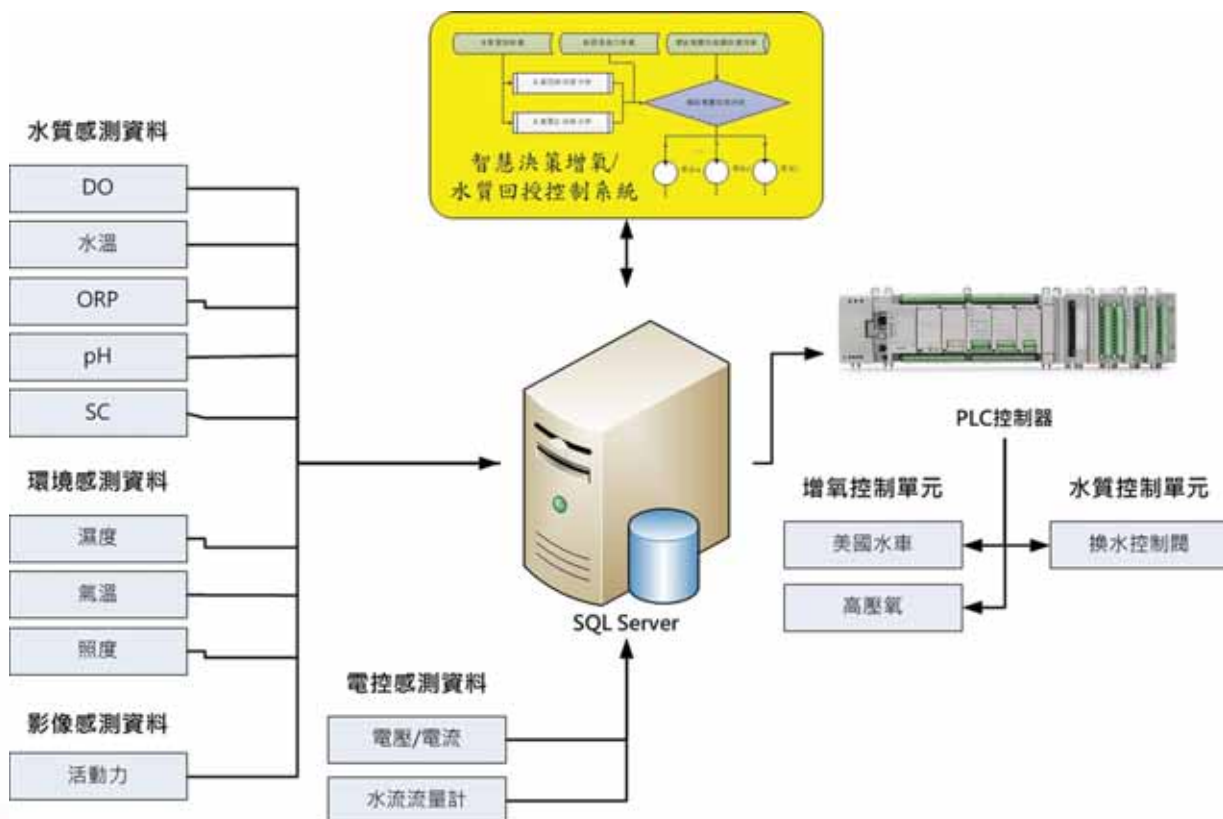 智慧決策增氧/
水質回授控制系統
水質感測資料
DO
水溫
ORP
pH
SC
環境感測資料
濕度
氣溫
照度
影像感測資料
活動力
SQL Server
電控感測資料
電壓/電流
水流流量計
PLC控制器
增氧控制單元
美國水車
高壓氧
水質控制單元
換水控制閥